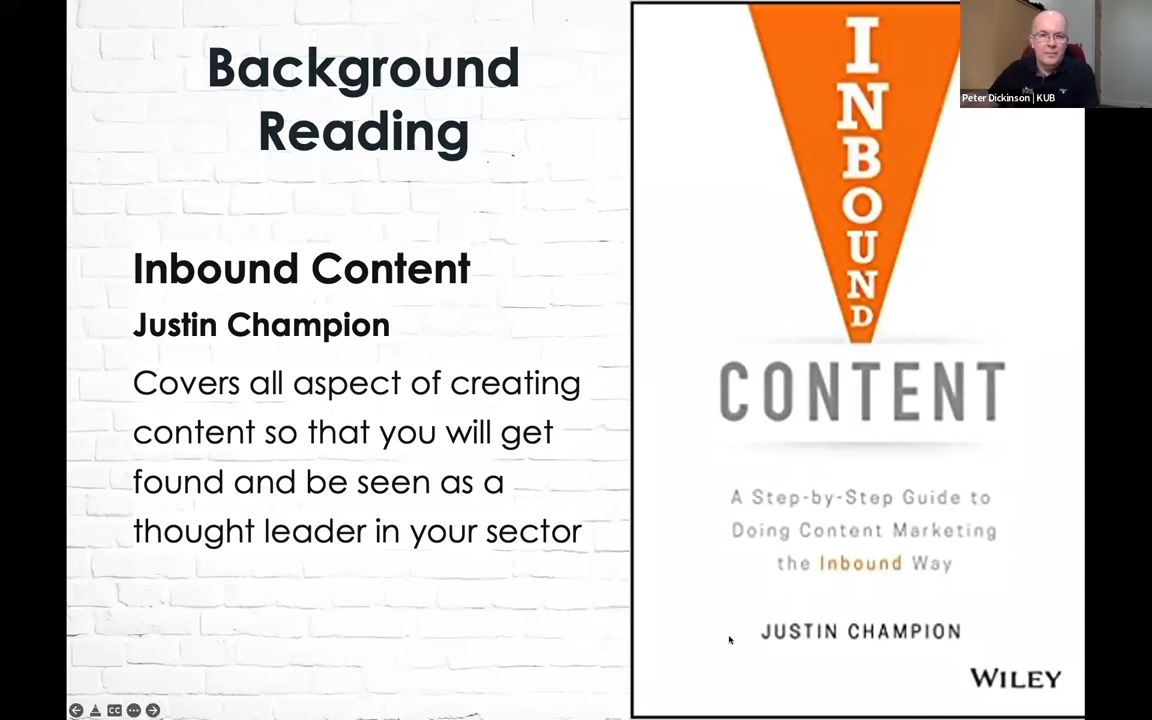 Background
Reading
Inbound Content
Justin Champion
Covers all aspect of creating
content so that you will get
found and be seen as a
thought leader in your sector
INBOUND
CONTENT
A Step-by-Step Guide to
Doing Content Marketing
the Inbound Way
JUSTIN CHAMPION
WILEY
Peter Dickinson | KUB
CC